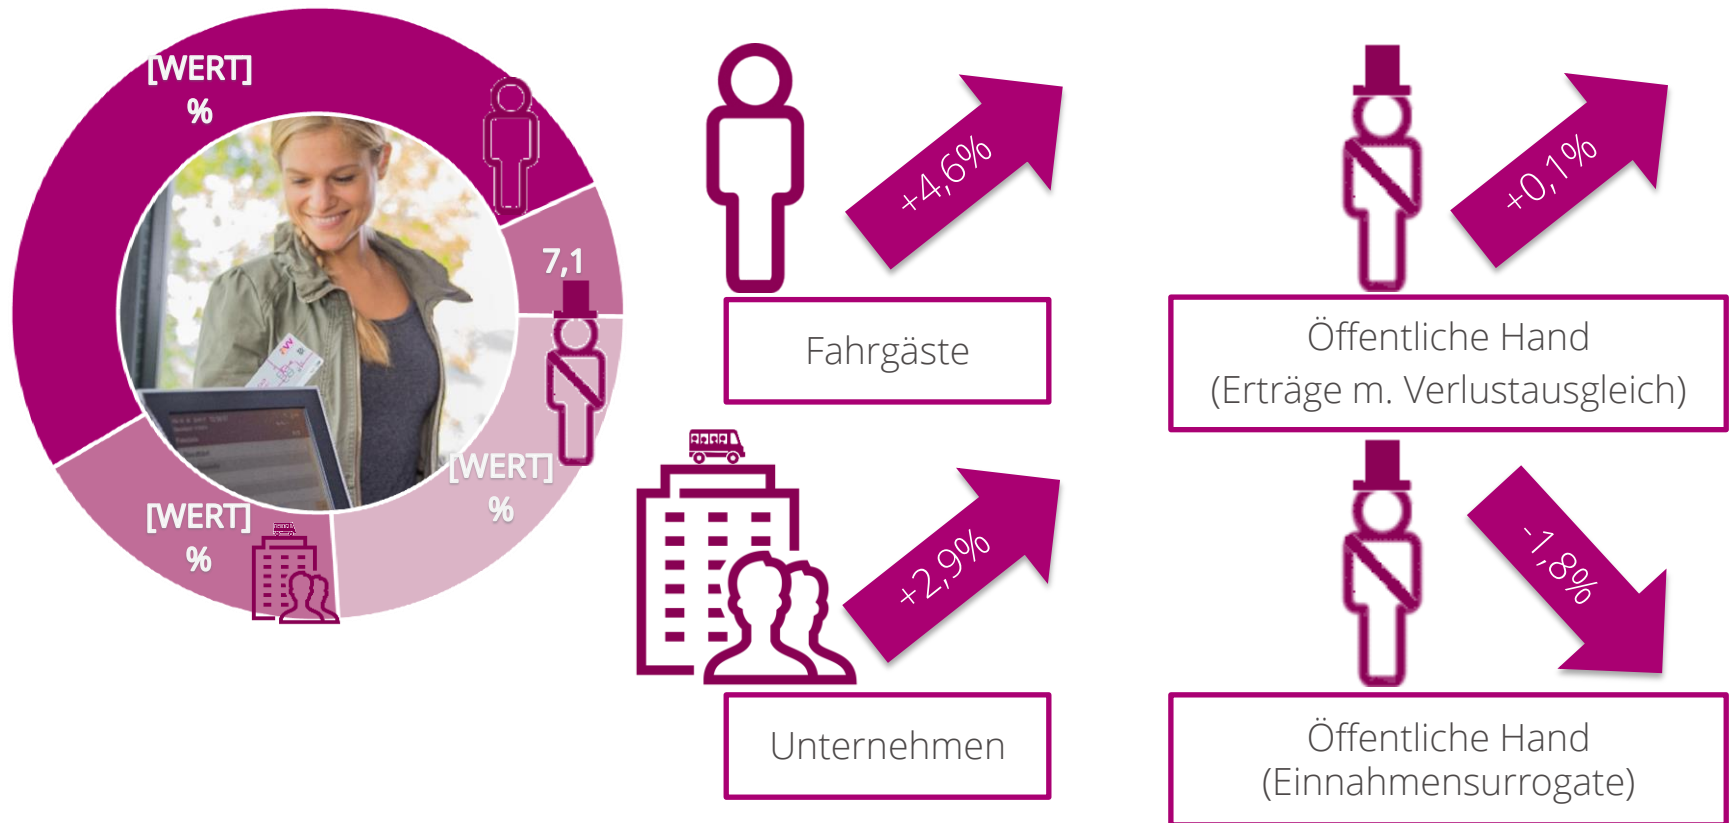 [WERT]
%
7,1
[WERT]
%
[WERT]
%
+4,6%
Fahrgäste
+0,1%
Öffentliche Hand
(Erträge m. Verlustausgleich)
+2,9%
Unternehmen
-1,8%
Öffentliche Hand
(Einnahmensurrogate)